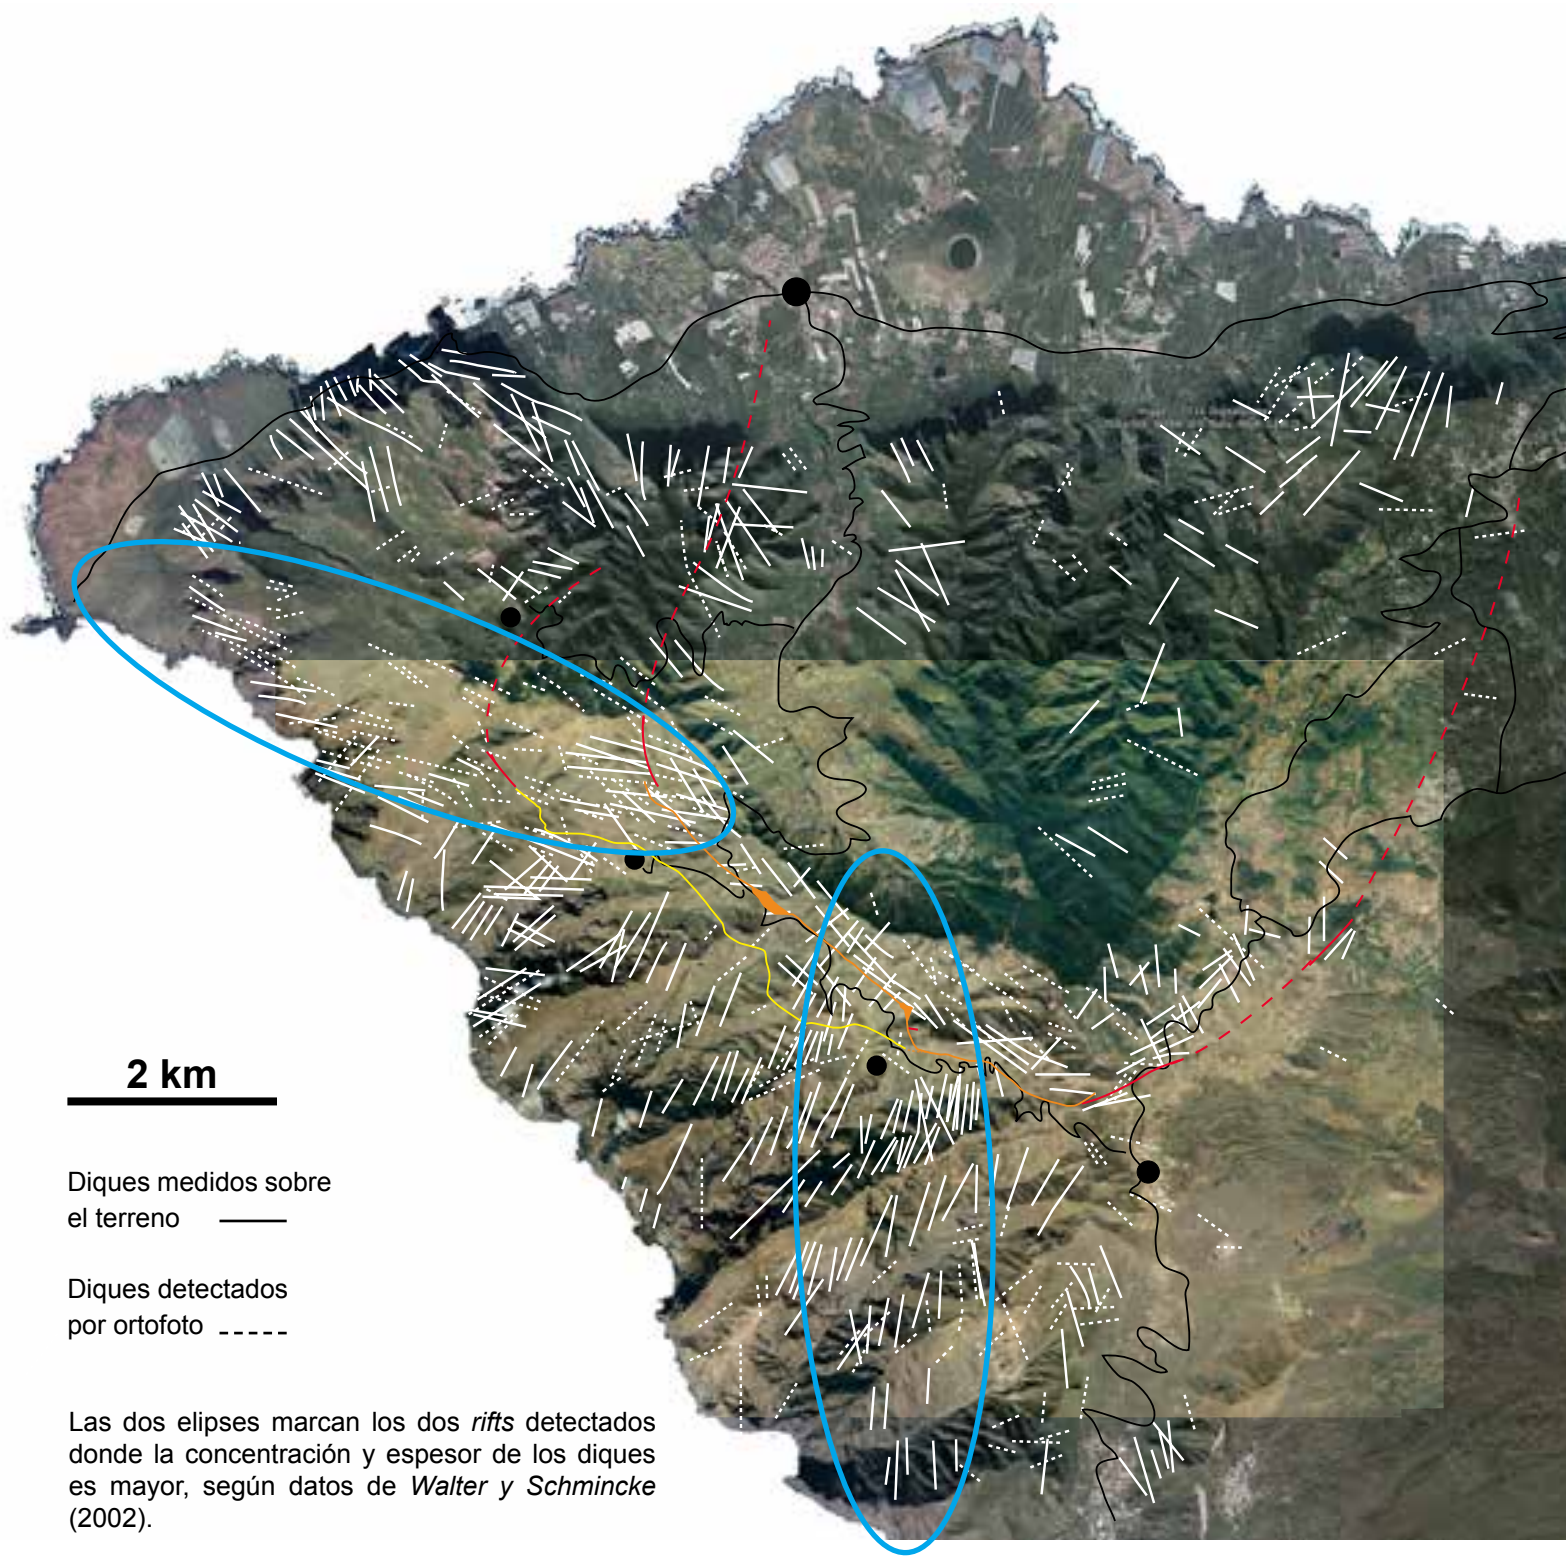 2 km
Diques medidos sobre
el terreno
Diques detectados
por ortofoto
Las dos elipses marcan los dos rifts detectados
donde la concentración y espesor de los diques
es mayor, según datos de Walter y Schmincke
(2002).